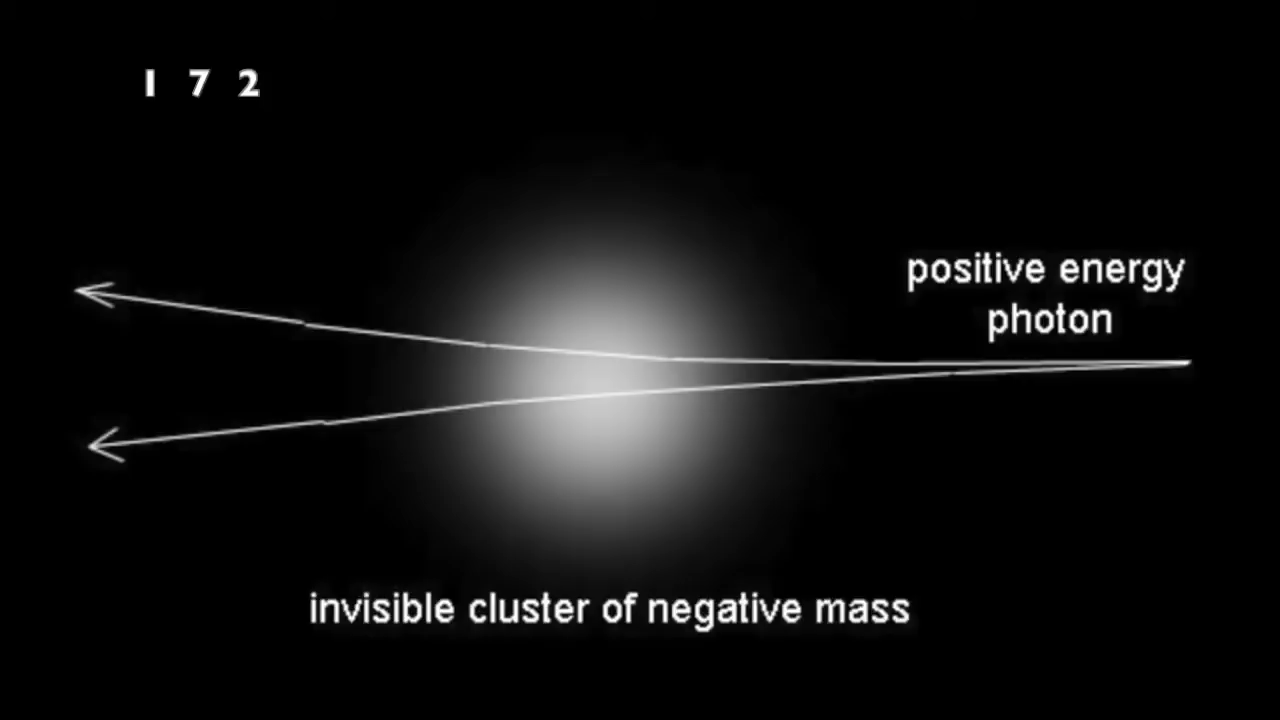 1 7 2
positive energy
photon
invisible cluster of negative mass